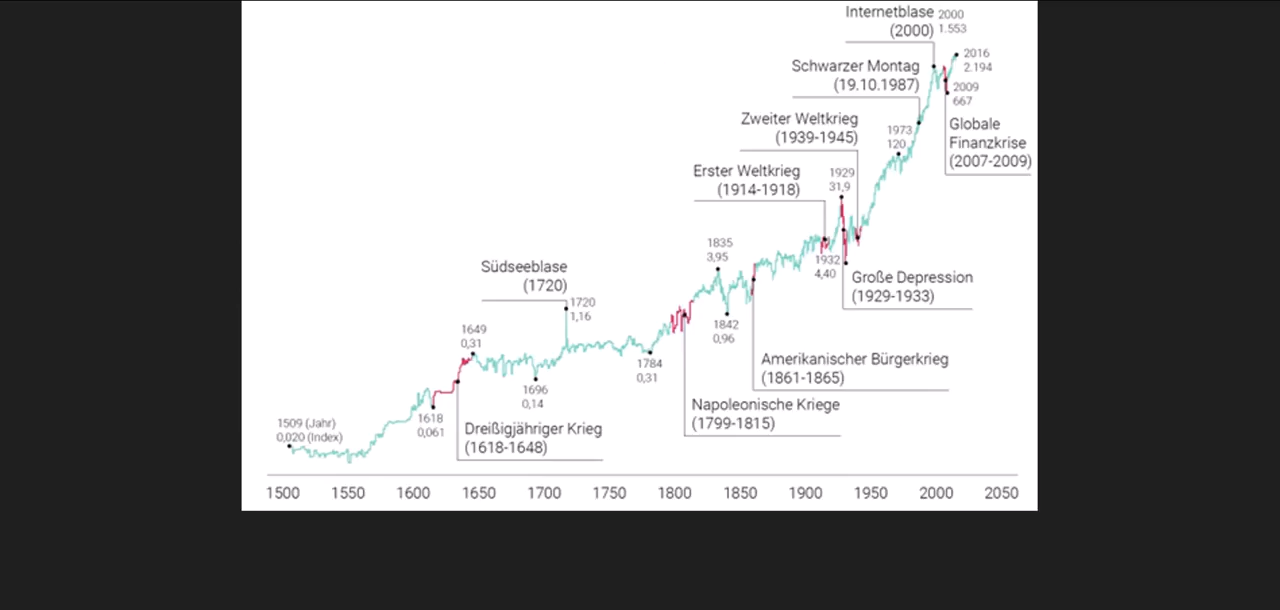 Internetblase
(2000)
2000
1.553
2016
2.194
Schwarzer Montag
(19.10.1987)
2009
667
Zweiter Weltkrieg
(1939-1945)
1973
120
Globale
Finanzkrise
(2007-2009)
Erster Weltkrieg
(1914-1918)
1929
31,9
1835
3,95
1932
4,40
Südseeblase
(1720)
Große Depression
(1929-1933)
1720
1,16
1649
0,31
1842
0,96
1784
0,31
Amerikanischer Bürgerkrieg
(1861-1865)
1696
0,14
Napoleonische Kriege
(1799-1815)
1618
0,061
1509 (Jahr)
0,020 (Index)
Dreißigjähriger Krieg
(1618-1648)
1500 1550 1600 1650 1700 1750 1800 1850 1900 1950 2000 2050